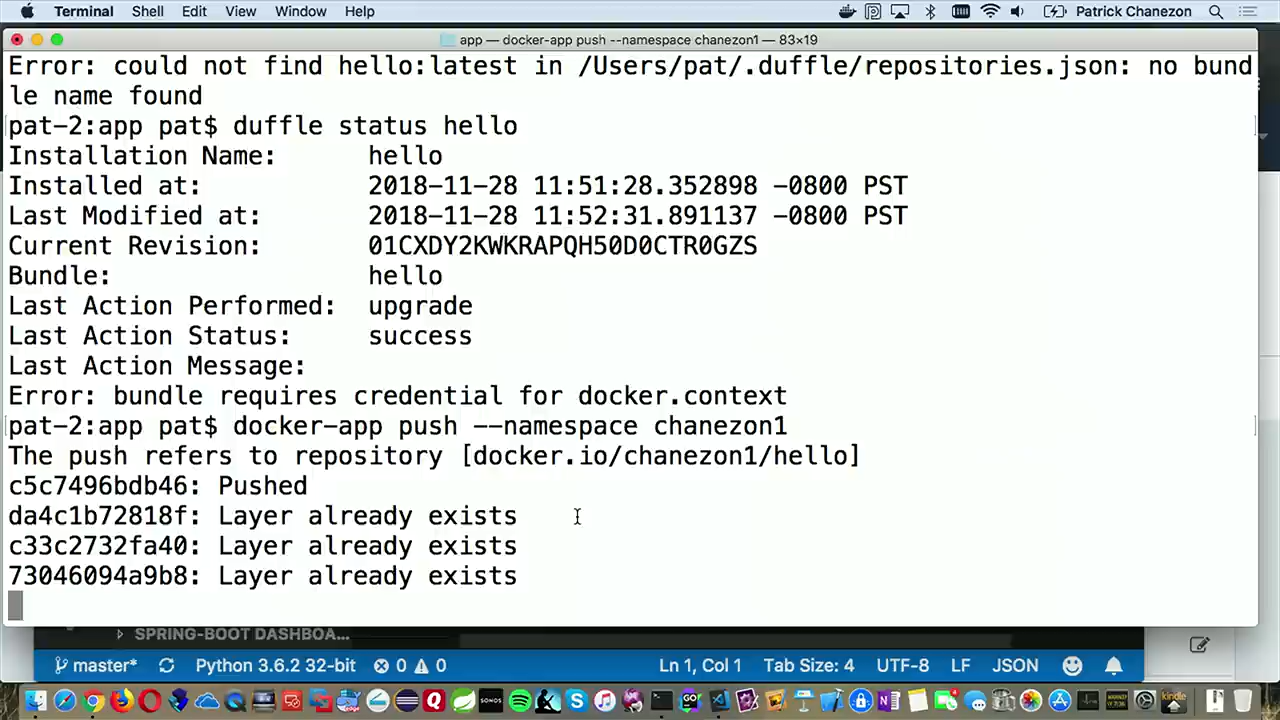 Terminal Shell Edit View Window Help Patrick Chanezon
app — docker-app push --namespace chanezon1 — 83×19
Error: could not find hello:latest in /Users/pat/.duffle/repositories.json: no bund
le name found
pat-2:app pat$ duffle status hello
Installation Name: hello
Installed at: 2018-11-28 11:51:28.352898 -0800 PST
Last Modified at: 2018-11-28 11:52:31.891137 -0800 PST
Current Revision: 01CXDY2KWKRAPQH50D0CTR0GZS
Bundle: hello
Last Action Performed: upgrade
Last Action Status: success
Last Action Message:
Error: bundle requires credential for docker.context
pat-2:app pat$ docker-app push --namespace chanezon1
The push refers to repository [docker.io/chanezon1/hello]
c5c7496bdb46: Pushed
da4c1b72818f: Layer already exists
c33c2732fa40: Layer already exists
73046094a9b8: Layer already exists
SPRING-BOOT DASHBOA...
master* Python 3.6.2 32-bit 0 0 Ln 1, Col 1 Tab Size: 4 UTF-8 LF JSON
SONOS GO kindle